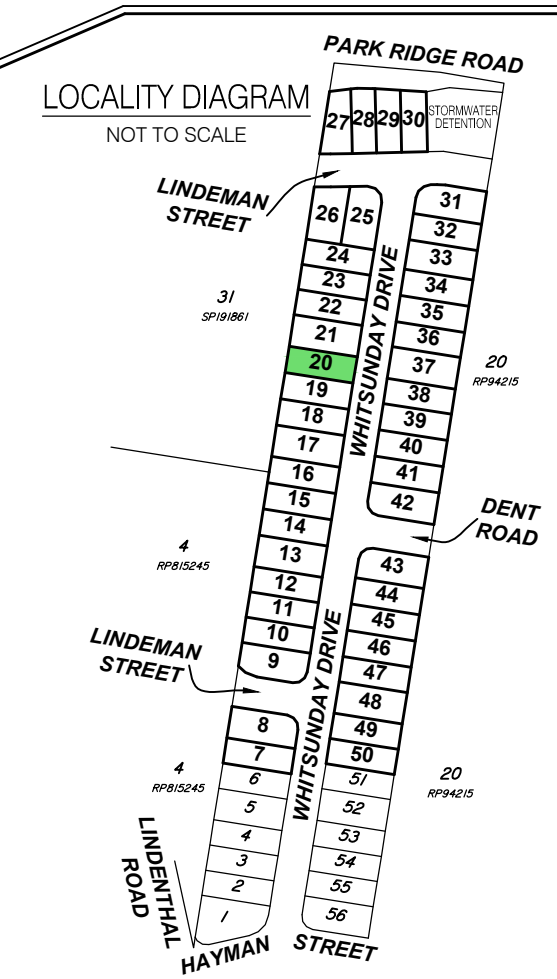 PARK RIDGE ROAD
LOCALITY DIAGRAM
NOT TO SCALE
27 28 29 30
STORMWATER
DETENTION
LINDEMAN
STREET
26 25
31
32
24
33
23
34
31
SP191861
22
35
21
36
20
37
20
RP94215
19
38
18
39
17
40
16
41
15
42
WHITSUNDAY DRIVE
DENT
ROAD
14
13
43
4
RP815245
12
44
11
45
10
46
9
47
LINDEMAN
STREET
48
8
49
7
50
WHITSUNDAY DRIVE
4
RP815245
20
RP94215
6
51
5
52
4
53
3
54
2
55
1
56
LINDENTHAL
ROAD
HAYMAN STREET